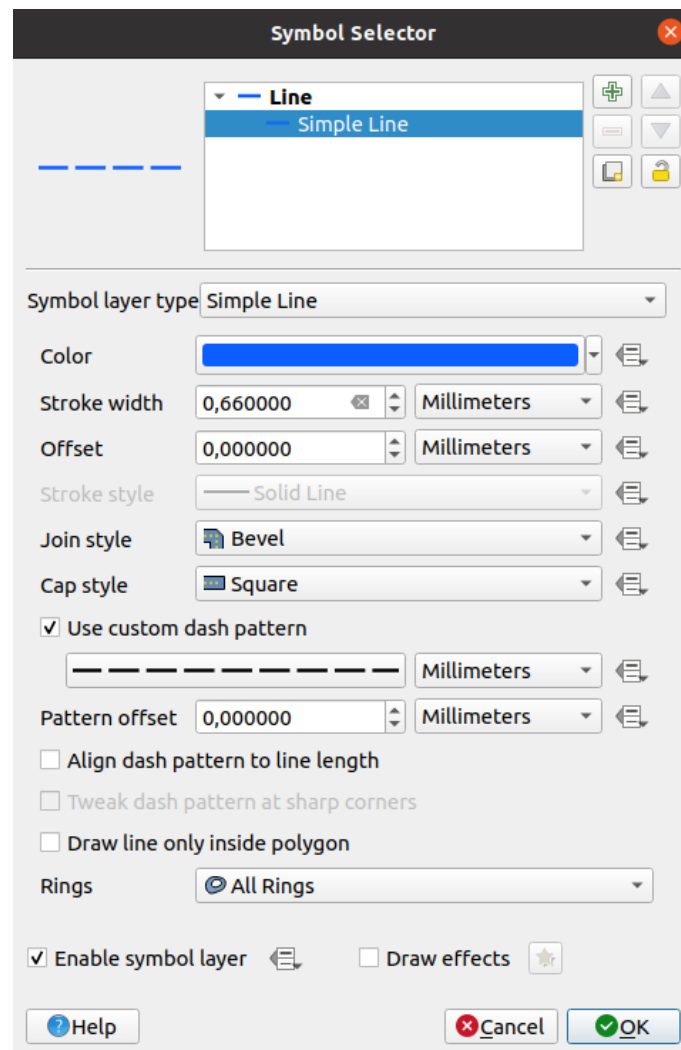 Symbol Selector
Line
Simple Line
Symbol layer type Simple Line
Color
Stroke width 0,660000 Millimeters
Offset 0,000000 Millimeters
Stroke style Solid Line
Join style Bevel
Cap style Square
Use custom dash pattern
Millimeters
Pattern offset 0,000000 Millimeters
Align dash pattern to line length
Tweak dash pattern at sharp corners
Draw line only inside polygon
Rings All Rings
Enable symbol layer Draw effects
Help Cancel OK